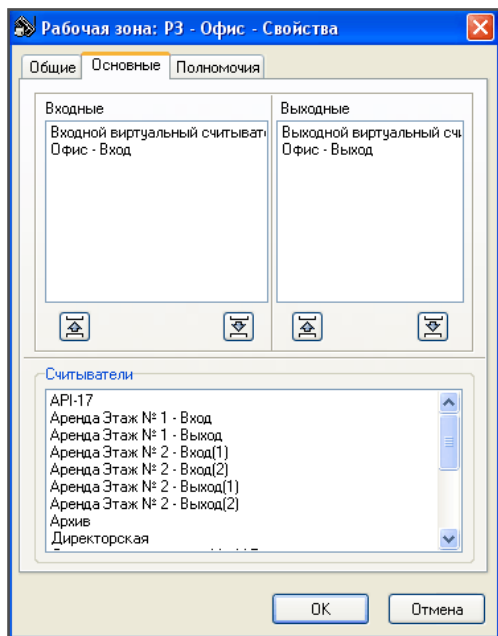 Рабочая зона: РЗ - Офис - Свойства
Общие Основные Полномочия
Входные
Входной виртуальный считыват
Офис - Вход
Выходные
Выходной виртуальный
Офис - Выход
Считыватели
API-17
Аренда Этаж № 1 - Вход
Аренда Этаж № 1 - Выход
Аренда Этаж № 2 - Вход(1)
Аренда Этаж № 2 - Вход(2)
Аренда Этаж № 2 - Выход(1)
Аренда Этаж № 2 - Выход(2)
Архив
Директорская
OK Отмена